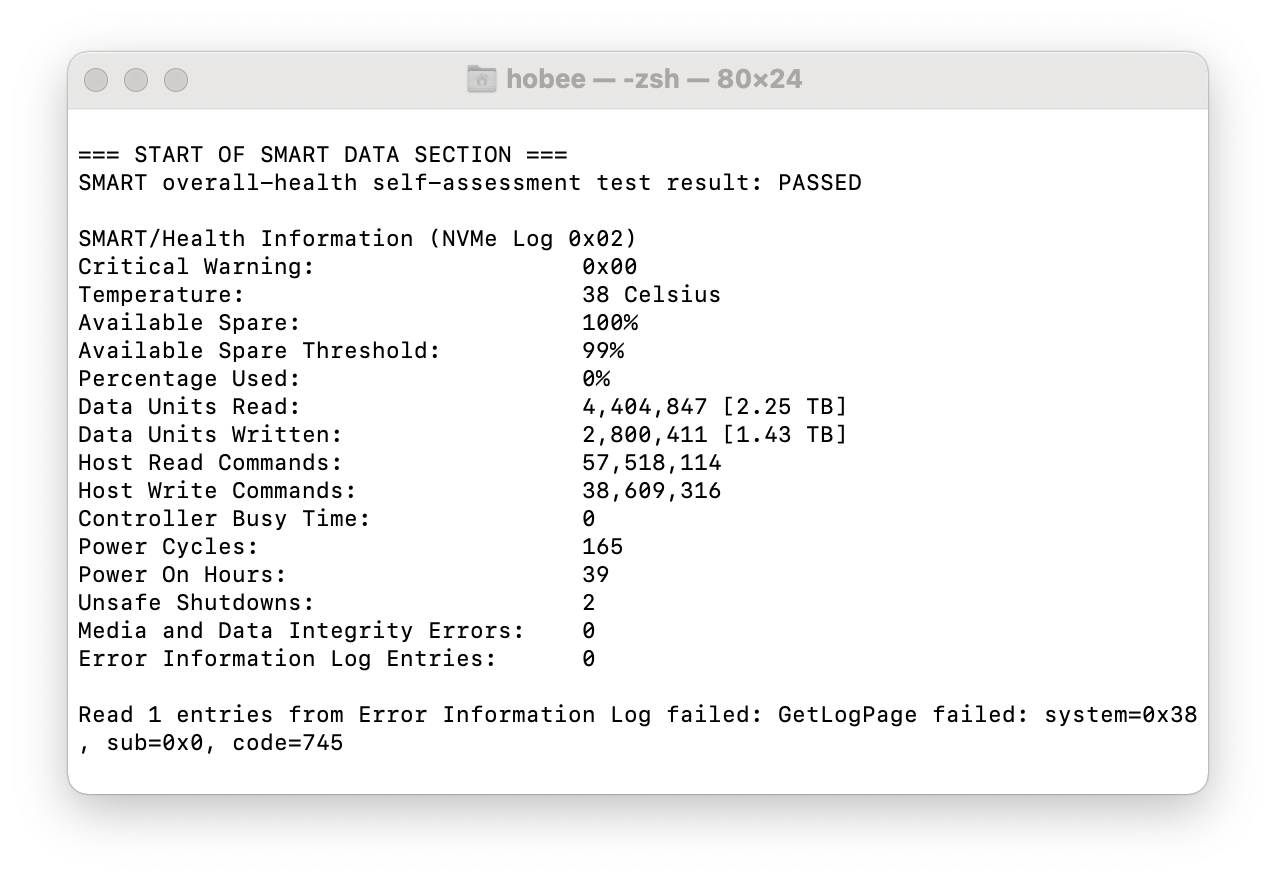 hobee — -zsh — 80×24
=== START OF SMART DATA SECTION ===
SMART overall-health self-assessment test result: PASSED
SMART/Health Information (NVMe Log 0x02)
Critical Warning:                   0x00
Temperature:                        38 Celsius
Available Spare:                    100%
Available Spare Threshold:          99%
Percentage Used:                    0%
Data Units Read:                    4,404,847 [2.25 TB]
Data Units Written:                 2,800,411 [1.43 TB]
Host Read Commands:                 57,518,114
Host Write Commands:                38,609,316
Controller Busy Time:               0
Power Cycles:                       165
Power On Hours:                     39
Unsafe Shutdowns:                   2
Media and Data Integrity Errors:    0
Error Information Log Entries:      0
Read 1 entries from Error Information Log failed: GetLogPage failed: system=0x38
, sub=0x0, code=745